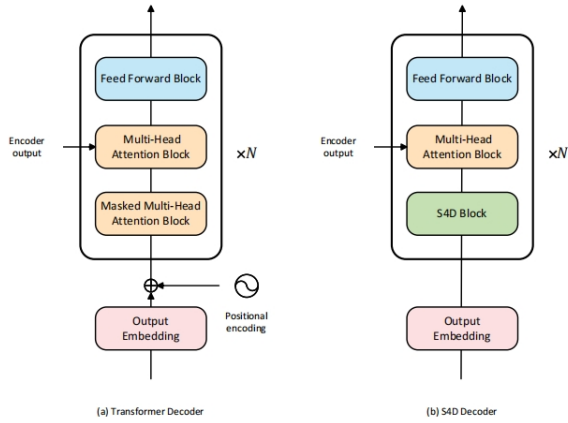 Feed Forward Block
Encoder
output
Multi-Head
Attention Block
×N
Masked Multi-Head
Attention Block
Positional
encoding
Output
Embedding
(a) Transformer Decoder
Feed Forward Block
Encoder
output
Multi-Head
Attention Block
×N
S4D Block
Output
Embedding
(b) S4D Decoder